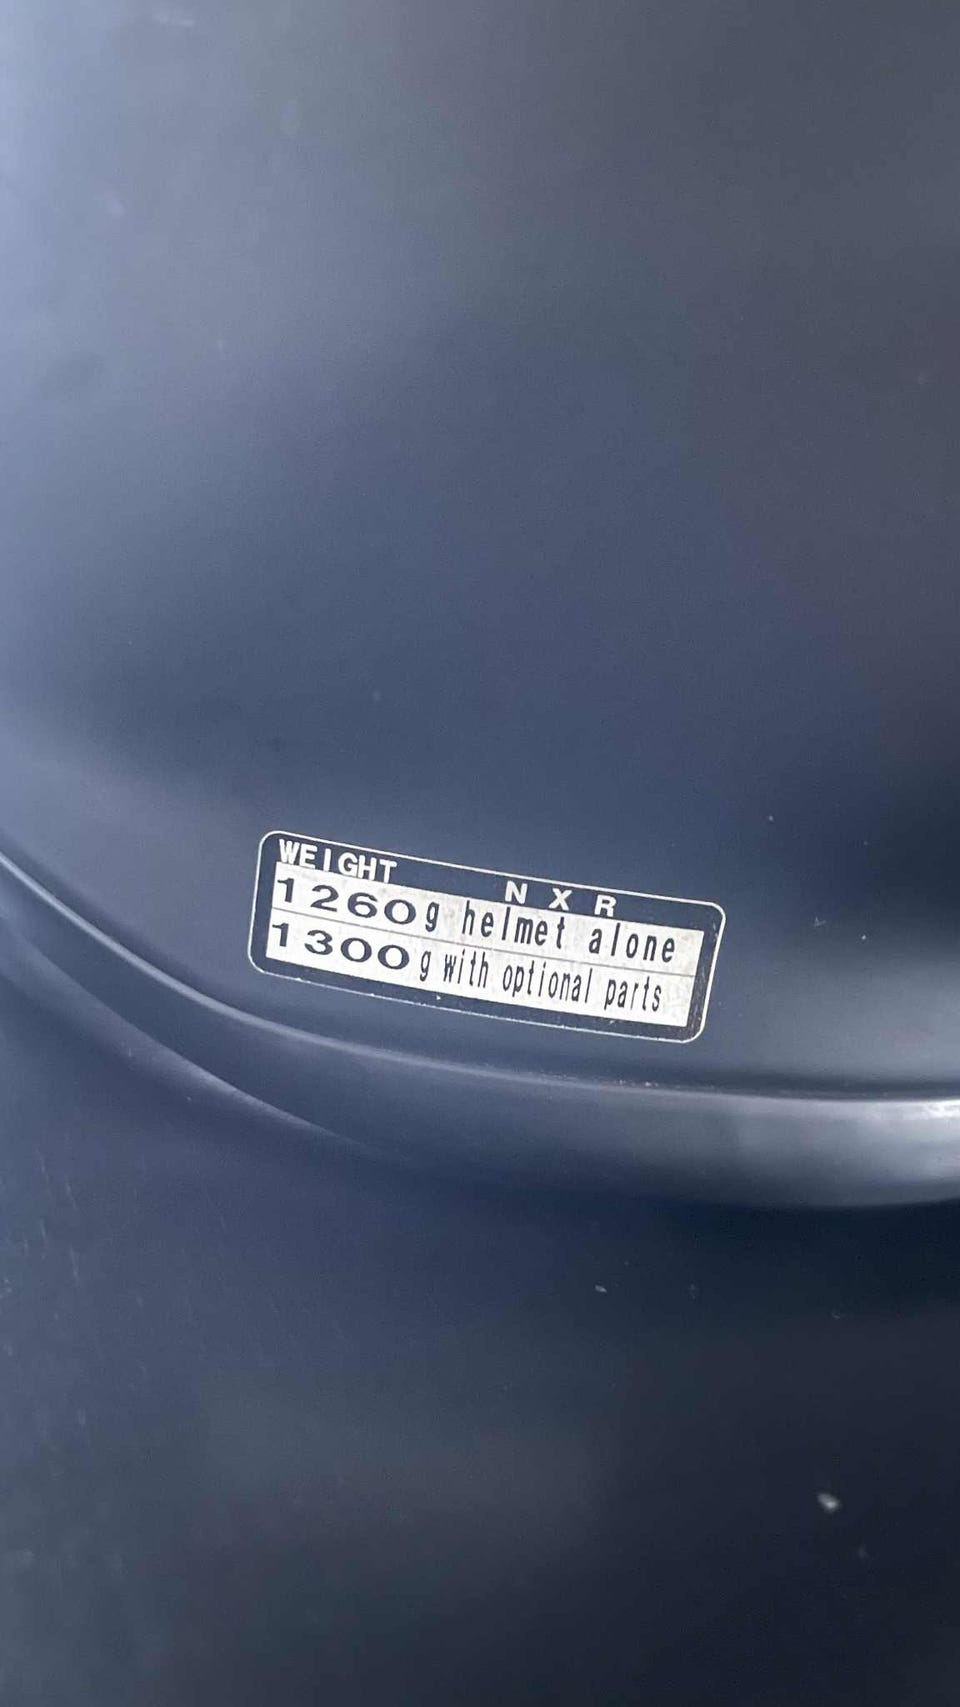 WEIGHT NXR
1260g helmet alone
1300g with optional parts